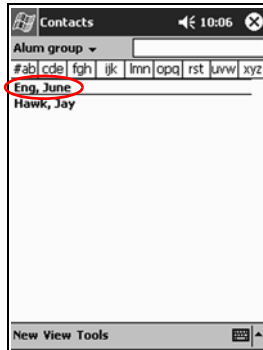 Contacts 10:06
Alum group
#ab cde fgh ijk lmn opq rst uvw xyz
Eng, June
Hawk, Jay
New View Tools